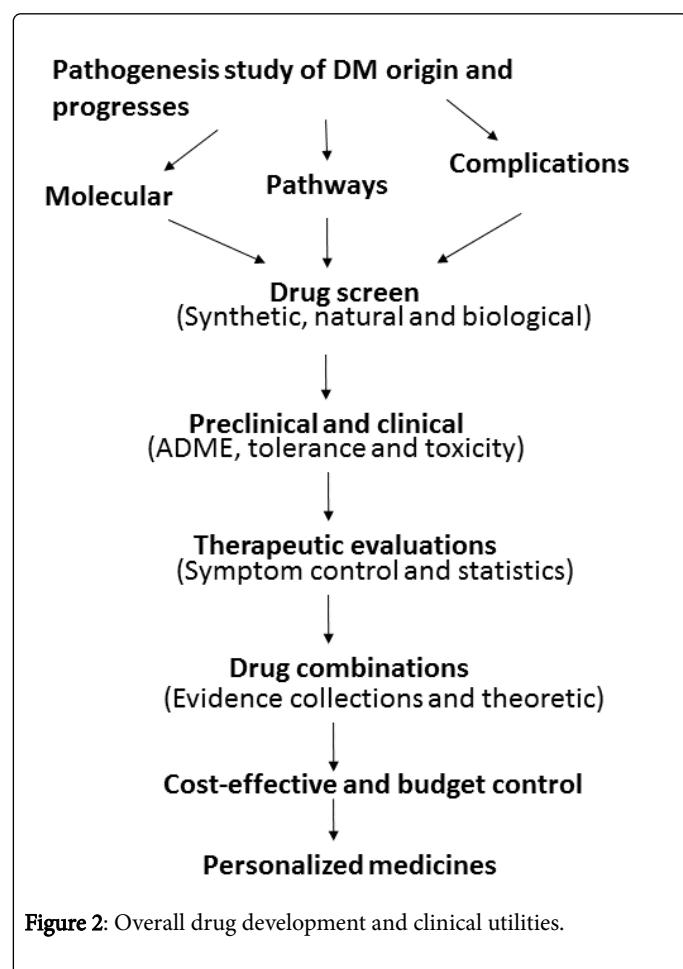 Pathogenesis study of DM origin and
progresses
Molecular
Pathways
Complications
Drug screen
(Synthetic, natural and biological)
Preclinical and clinical
(ADME, tolerance and toxicity)
Therapeutic evaluations
(Symptom control and statistics)
Drug combinations
(Evidence collections and theoretic)
Cost-effective and budget control
Personalized medicines
Figure 2: Overall drug development and clinical utilities.